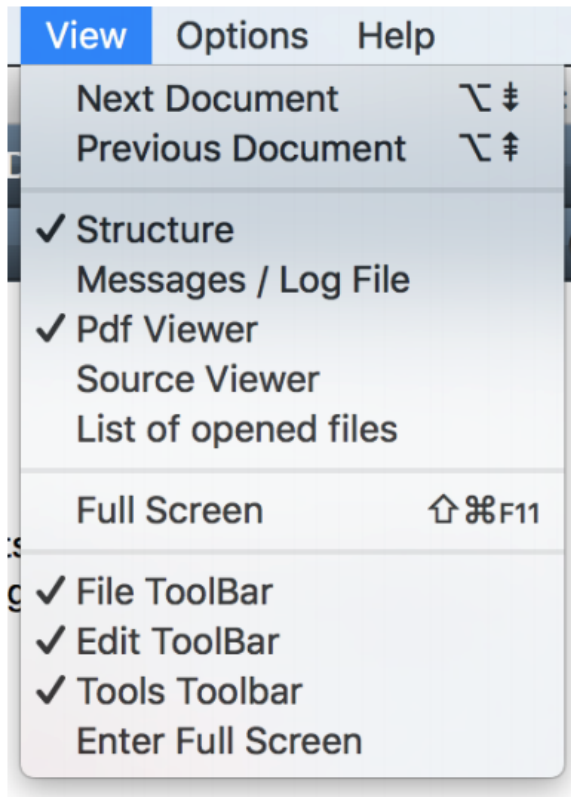 View Options Help
Next Document ⌥⇟
Previous Document ⌥⇞
✓ Structure
Messages / Log File
✓ Pdf Viewer
Source Viewer
List of opened files
Full Screen ⇧⌘F11
✓ File ToolBar
✓ Edit ToolBar
✓ Tools Toolbar
Enter Full Screen